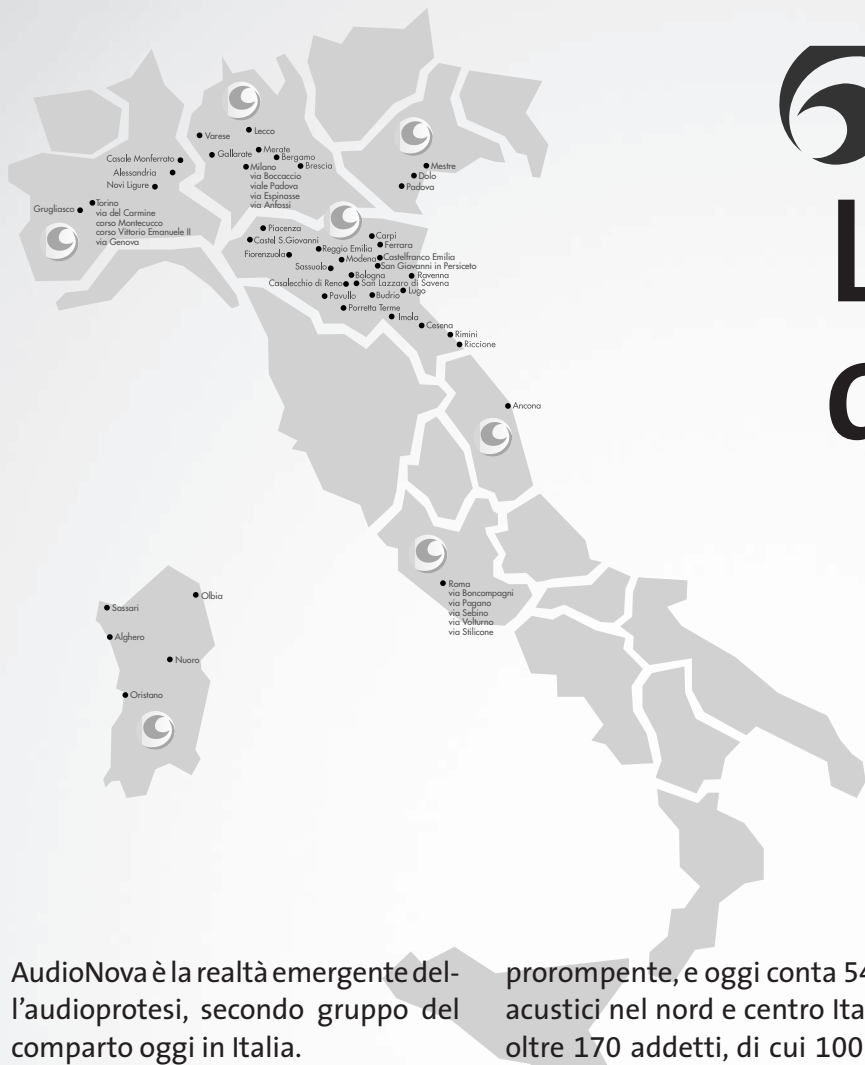 Varese
Lecco
Gallarate
Merate
Bergamo
Brescia
Milano
via Boccaccio
viale Padova
via Espinasse
via Anfossi
Casale Monferrato
Alessandria
Novi Ligure
Grugliasco
Torino
via del Carmine
corso Montecucco
corso Vittorio Emanuele II
via Genova
Mestre
Dolo
Padova
Piacenza
Castel S.Giovanni
Fiorenzuola
Reggio Emilia
Sassuolo
Modena
Carpi
Ferrara
Castelfranco Emilia
San Giovanni in Persiceto
Bologna
Ravenna
Casalecchio di Reno
San Lazzaro di Savena
Lugo
Pavullo
Budrio
Porretta Terme
Imola
Cesena
Rimini
Riccione
Ancona
Roma
via Boncompagni
via Pagano
via Sebino
via Volturno
via Stilicone
Olbia
Sassari
Alghero
Nuoro
Oristano
L
AudioNova è la realtà emergente del-
l'audioprotesi, secondo gruppo del
comparto oggi in Italia.
prorompente, e oggi conta 54
acustici nel nord e centro Ita
oltre 170 addetti, di cui 100